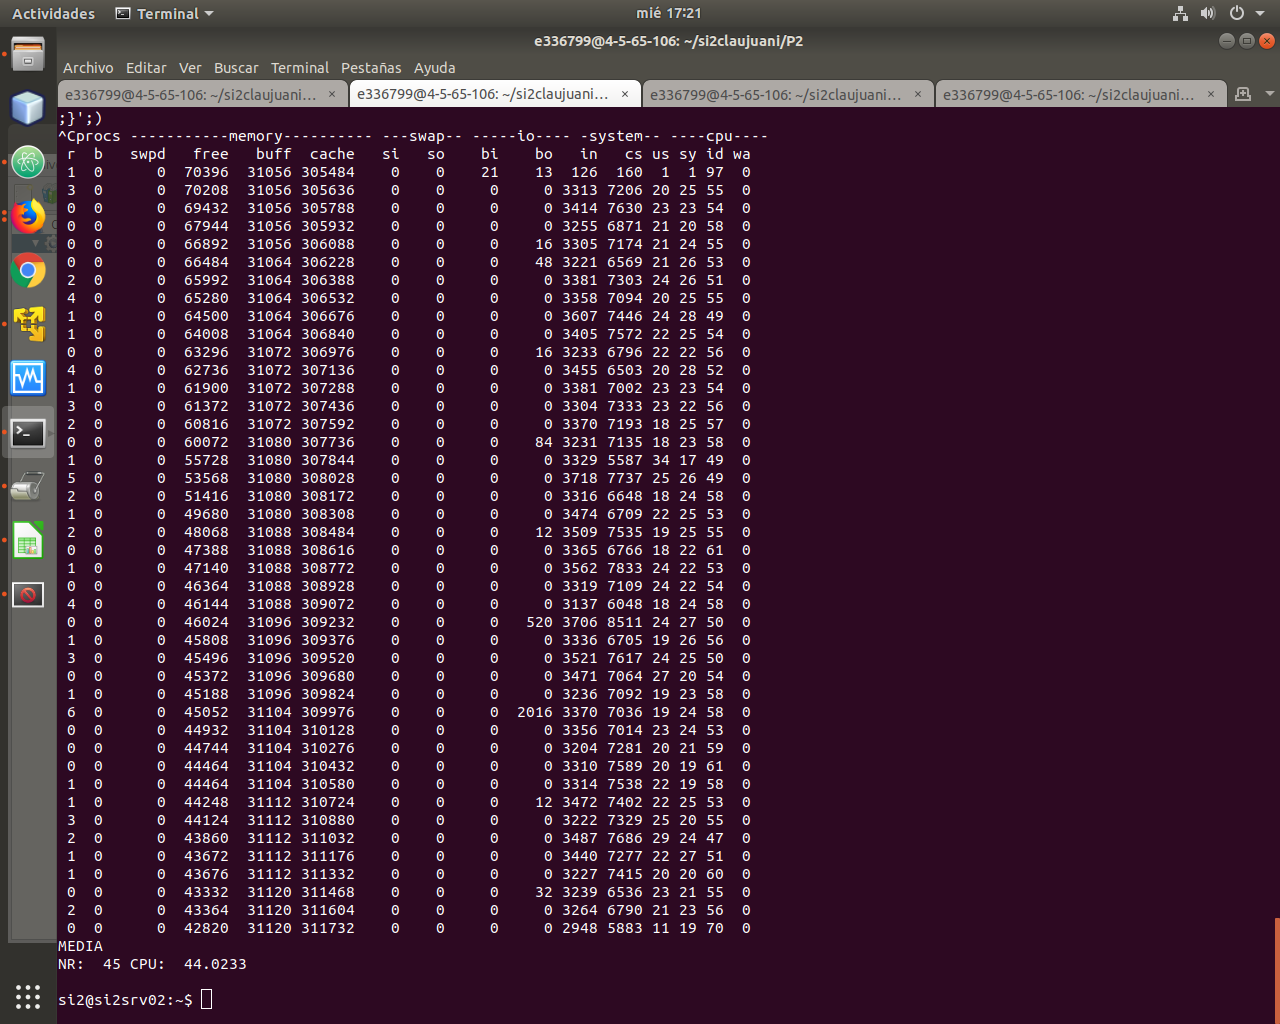 Actividades Terminal mié 17:21
e336799@4-5-65-106: ~/si2claujuani/P2
Archivo Editar Ver Buscar Terminal Pestañas Ayuda
e336799@4-5-65-106: ~/si2claujuani... × e336799@4-5-65-106: ~/si2claujuani... × e336799@4-5-65-106: ~/si2claujuani... × e336799@4-5-65-106: ~/si2claujuani... ×
;}';)
^Cprocs -----------memory---------- ---swap-- -----io---- -system-- ----cpu----
r b swpd free buff cache si so bi bo in cs us sy id wa
1 0 0 70396 31056 305484 0 0 21 13 126 160 1 1 97 0
3 0 0 70208 31056 305636 0 0 0 0 3313 7206 20 25 55 0
0 0 0 69432 31056 305788 0 0 0 0 3414 7630 23 23 54 0
0 0 0 67944 31056 305932 0 0 0 0 3255 6871 21 20 58 0
0 0 0 66892 31056 306088 0 0 0 16 3305 7174 21 24 55 0
0 0 0 66484 31064 306228 0 0 0 48 3221 6569 21 26 53 0
2 0 0 65992 31064 306388 0 0 0 0 3381 7303 24 26 51 0
4 0 0 65280 31064 306532 0 0 0 0 3358 7094 20 25 55 0
1 0 0 64500 31064 306676 0 0 0 0 3607 7446 24 28 49 0
1 0 0 64008 31064 306840 0 0 0 0 3405 7572 22 25 54 0
0 0 0 63296 31072 306976 0 0 0 16 3233 6796 22 22 56 0
4 0 0 62736 31072 307136 0 0 0 0 3455 6503 20 28 52 0
1 0 0 61900 31072 307288 0 0 0 0 3381 7002 23 23 54 0
3 0 0 61372 31072 307436 0 0 0 0 3304 7333 23 22 56 0
2 0 0 60816 31072 307592 0 0 0 0 3370 7193 18 25 57 0
0 0 0 60072 31080 307736 0 0 0 84 3231 7135 18 23 58 0
1 0 0 55728 31080 307844 0 0 0 0 3329 5587 34 17 49 0
5 0 0 53568 31080 308028 0 0 0 0 3718 7737 25 26 49 0
2 0 0 51416 31080 308172 0 0 0 0 3316 6648 18 24 58 0
1 0 0 49680 31080 308308 0 0 0 0 3474 6709 22 25 53 0
2 0 0 48068 31088 308484 0 0 0 12 3509 7535 19 25 55 0
0 0 0 47388 31088 308616 0 0 0 0 3365 6766 18 22 61 0
1 0 0 47140 31088 308772 0 0 0 0 3562 7833 24 22 53 0
0 0 0 46364 31088 308928 0 0 0 0 3319 7109 24 22 54 0
4 0 0 46144 31088 309072 0 0 0 0 3137 6048 18 24 58 0
0 0 0 46024 31096 309232 0 0 0 520 3706 8511 24 27 50 0
1 0 0 45808 31096 309376 0 0 0 0 3336 6705 19 26 56 0
3 0 0 45496 31096 309520 0 0 0 0 3521 7617 24 25 50 0
0 0 0 45372 31096 309680 0 0 0 0 3471 7064 27 20 54 0
1 0 0 45188 31096 309824 0 0 0 0 3236 7092 19 23 58 0
6 0 0 45052 31104 309976 0 0 0 2016 3370 7036 19 24 58 0
0 0 0 44932 31104 310128 0 0 0 0 3356 7014 23 24 53 0
0 0 0 44744 31104 310276 0 0 0 0 3204 7281 20 21 59 0
0 0 0 44464 31104 310432 0 0 0 0 3310 7589 20 19 61 0
1 0 0 44464 31104 310580 0 0 0 0 3314 7538 22 19 58 0
1 0 0 44248 31112 310724 0 0 0 12 3472 7402 22 25 53 0
3 0 0 44124 31112 310880 0 0 0 0 3222 7329 25 20 55 0
2 0 0 43860 31112 311032 0 0 0 0 3487 7686 29 24 47 0
1 0 0 43672 31112 311176 0 0 0 0 3440 7277 22 27 51 0
1 0 0 43676 31112 311332 0 0 0 0 3227 7415 20 20 60 0
0 0 0 43332 31120 311468 0 0 0 32 3239 6536 23 21 55 0
2 0 0 43364 31120 311604 0 0 0 0 3264 6790 21 23 56 0
0 0 0 42820 31120 311732 0 0 0 0 2948 5883 11 19 70 0
MEDIA
NR: 45 CPU: 44.0233
si2@si2srv02:~$